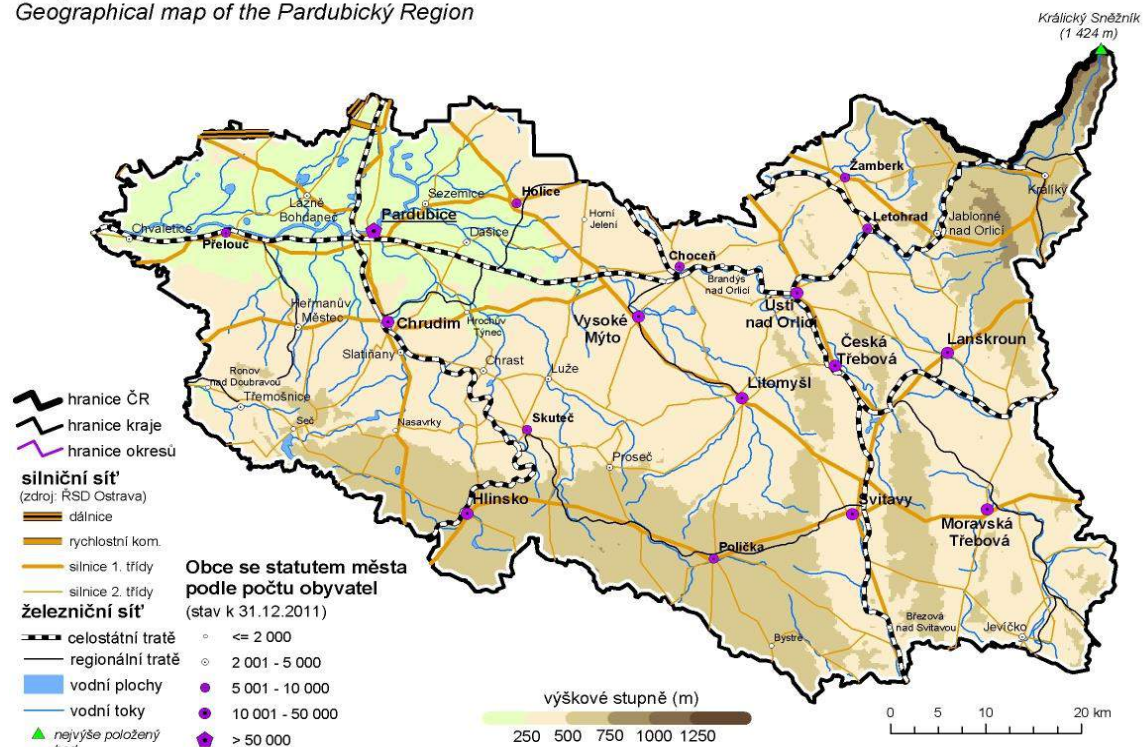 Geographical map of the Pardubický Region
Králický Sněžník
(1 424 m)
Žamberk
Králíky
Holice
Sezemice
Lázně
Bohdaneč
Pardubice
Horní
Jelení
Letohrad
Jablonné
nad Orlicí
Chvaletice
Přelouč
Dašice
Choceň
Brandýs
nad Orlicí
Ústí
nad Orlicí
Heřmanův
Městec
Chrudim
Hrochův
Týnec
Vysoké
Mýto
Česká
Třebová
Lanškroun
Slatiňany
Chrast
Luže
Ronov
nad Doubravou
Třemošnice
Litomyšl
Seč
Nasavrky
Skuteč
Proseč
Hlinsko
Svitavy
Moravská
Třebová
Polička
Bystré
Březová
nad Svitavou
Jevíčko
hranice ČR
hranice kraje
hranice okresů
silniční síť
(zdroj: ŘSD Ostrava)
dálnice
rychlostní kom.
silnice 1. třídy
silnice 2. třídy
železniční síť
celostátní tratě
regionální tratě
vodní plochy
vodní toky
nejvýše položený
Obce se statutem města
podle počtu obyvatel
(stav k 31.12.2011)
<= 2 000
2 001 - 5 000
5 001 - 10 000
10 001 - 50 000
> 50 000
výškové stupně (m)
250 500 750 1000 1250
0 5 10 20 km